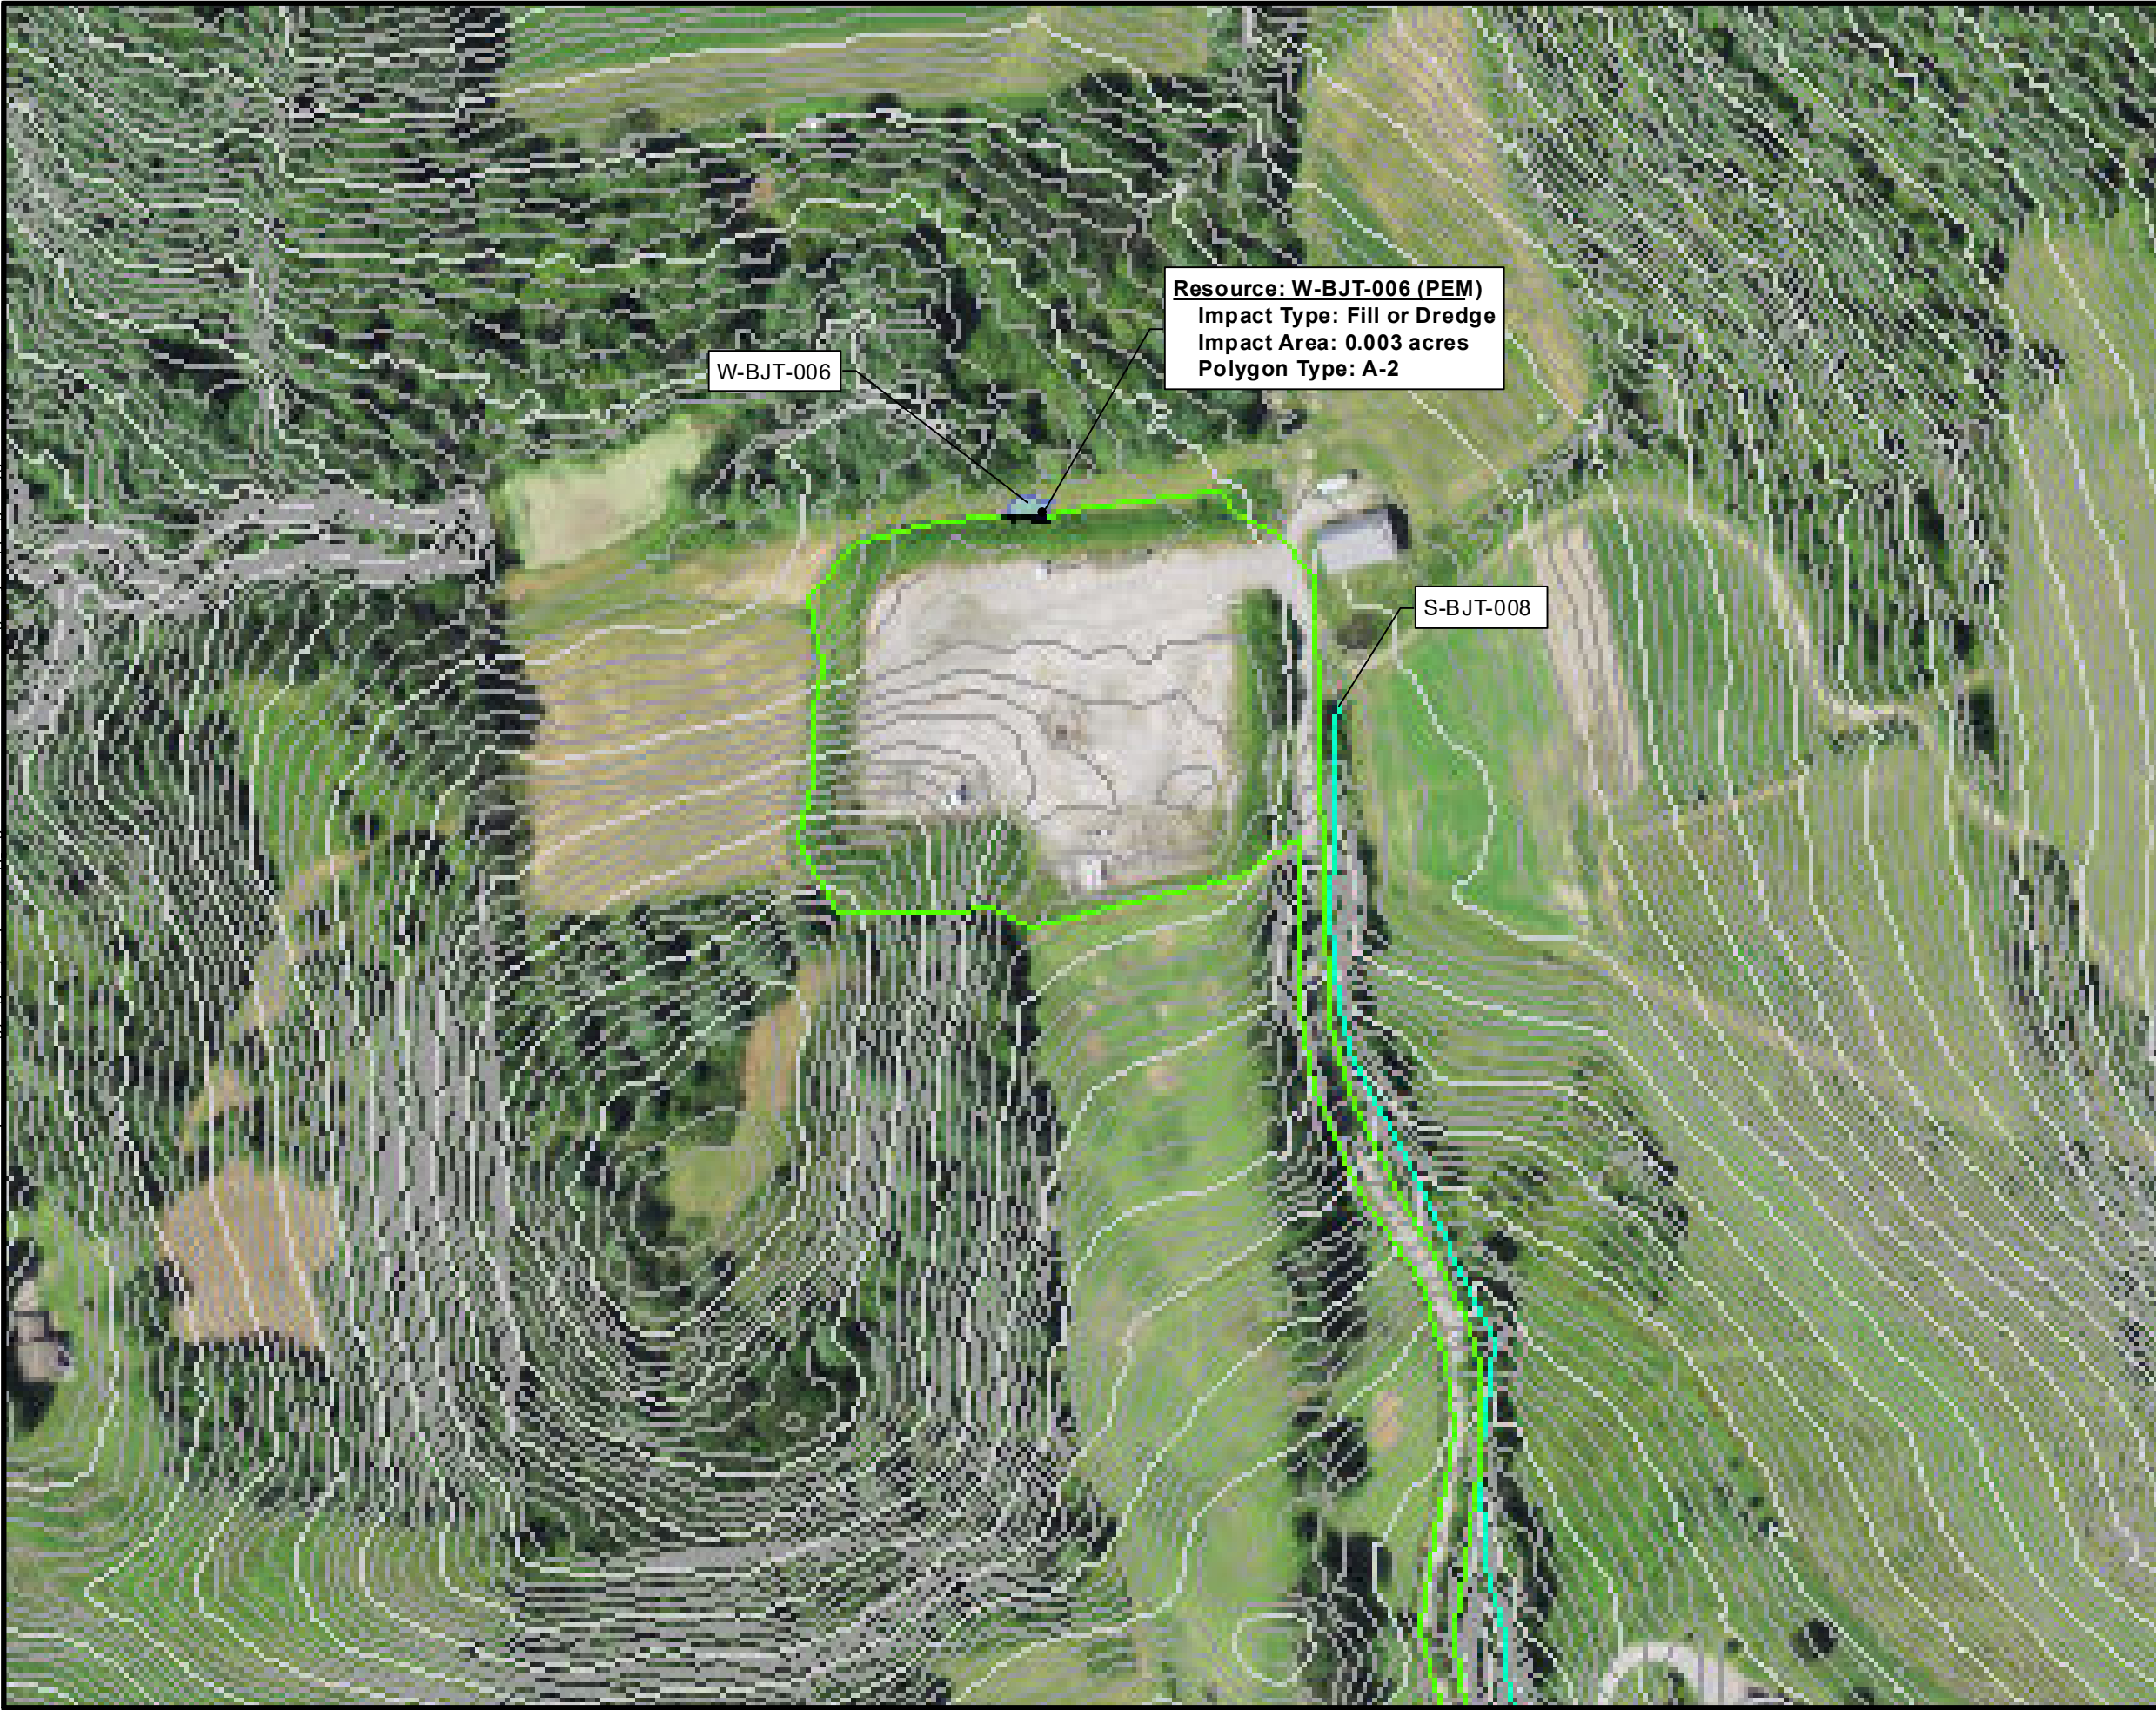 Resource: W-BJT-006 (PEM)
Impact Type: Fill or Dredge
Impact Area: 0.003 acres
Polygon Type: A-2
W-BJT-006
S-BJT-008